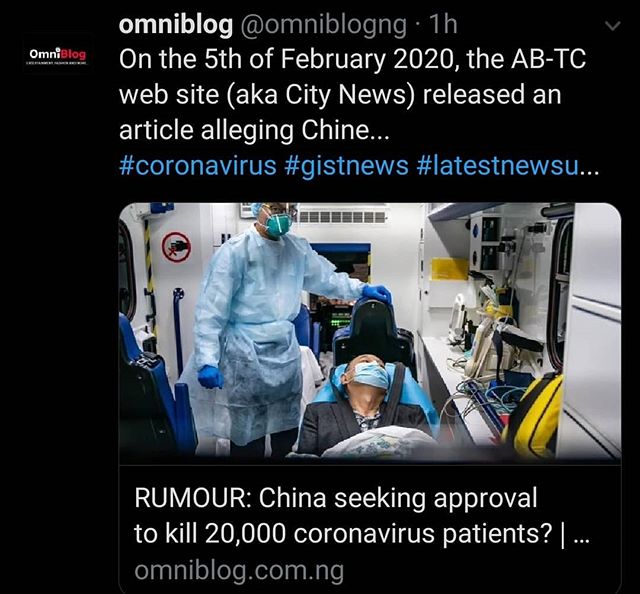 omniblog @omniblogng · 1h
OmniBlog
On the 5th of February 2020, the AB-TC
web site (aka City News) released an
article alleging Chine...
#coronavirus #gistnews #latestnewsu...
RUMOUR: China seeking approval
to kill 20,000 coronavirus patients? | ...
omniblog.com.ng